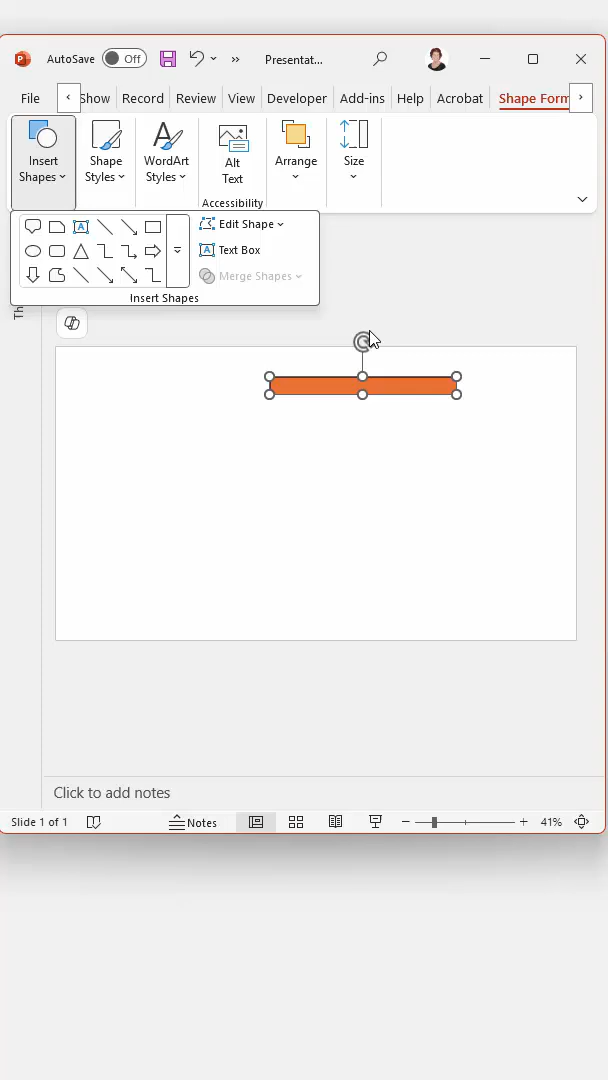 AutoSave Off Presentat...
File Show Record Review View Developer Add-ins Help Acrobat Shape Form
Insert Shapes
Shape Styles
WordArt Styles
Alt Text
Arrange
Size
Accessibility
Edit Shape
Text Box
Merge Shapes
Insert Shapes
Th
Click to add notes
Slide 1 of 1 Notes 41%